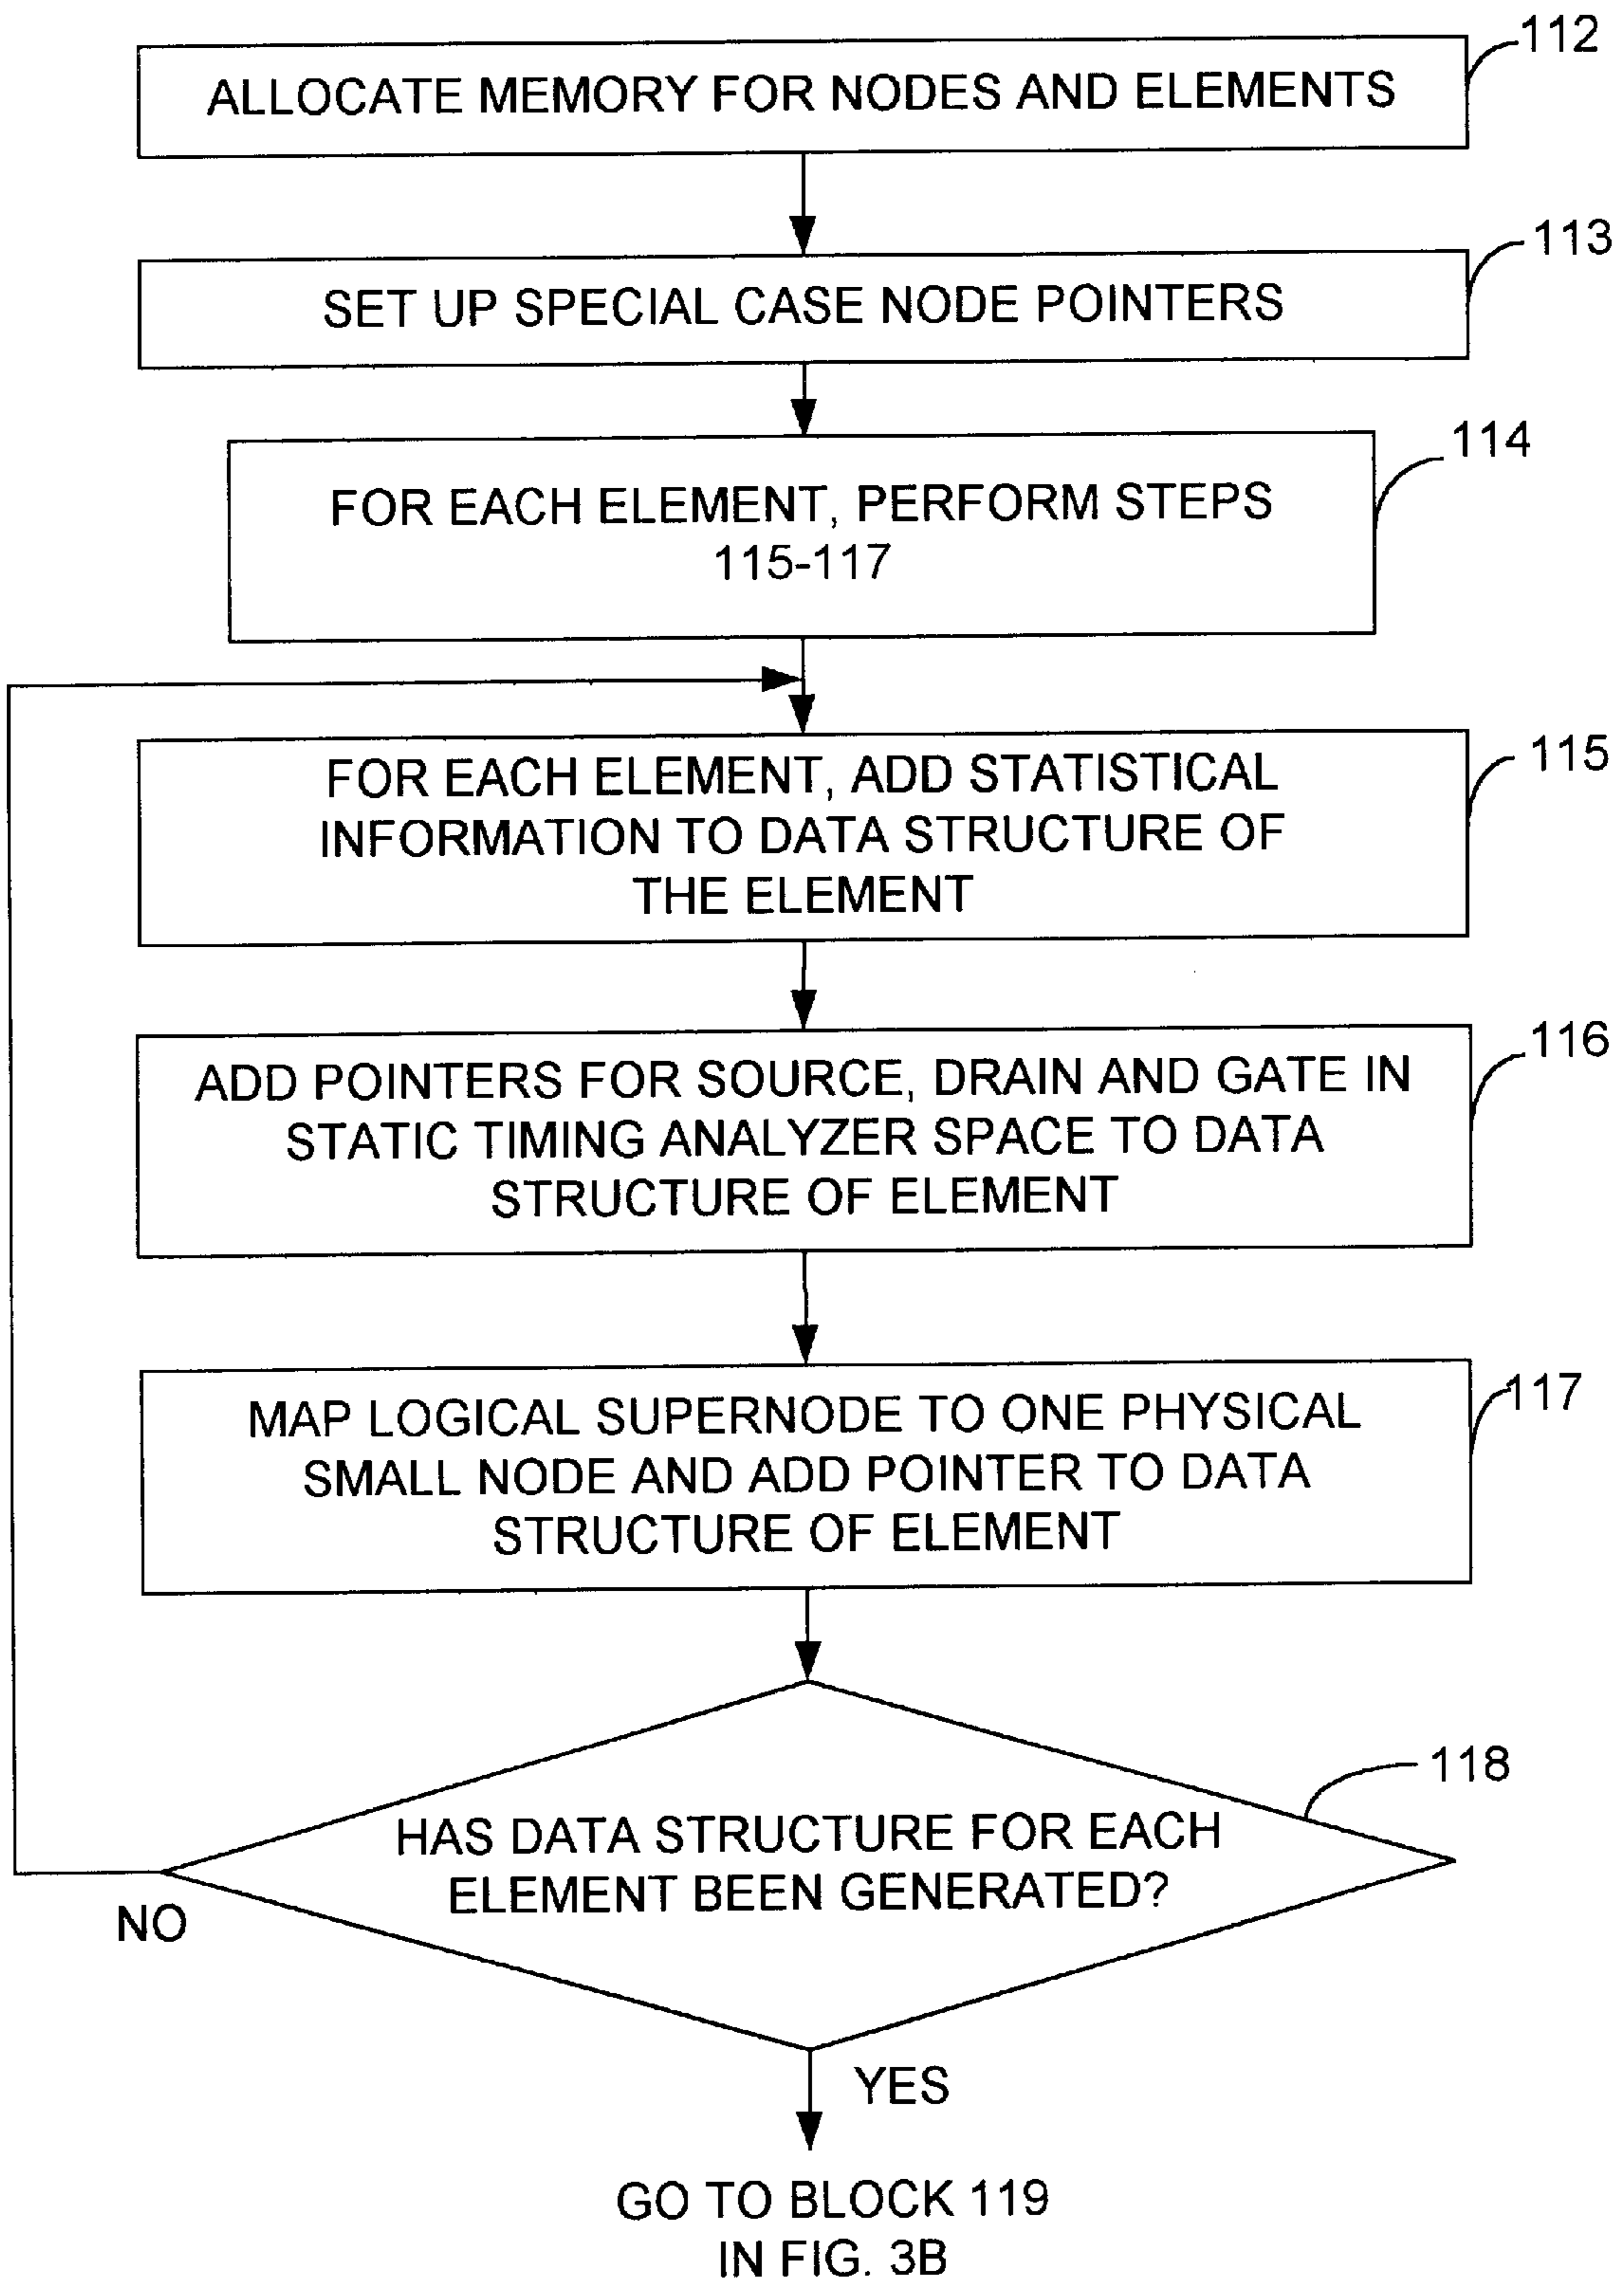 112
ALLOCATE MEMORY FOR NODES AND ELEMENTS
113
SET UP SPECIAL CASE NODE POINTERS
114
FOR EACH ELEMENT, PERFORM STEPS
115-117
115
FOR EACH ELEMENT, ADD STATISTICAL
INFORMATION TO DATA STRUCTURE OF
THE ELEMENT
116
ADD POINTERS FOR SOURCE, DRAIN AND GATE IN
STATIC TIMING ANALYZER SPACE TO DATA
STRUCTURE OF ELEMENT
117
MAP LOGICAL SUPERNODE TO ONE PHYSICAL
SMALL NODE AND ADD POINTER TO DATA
STRUCTURE OF ELEMENT
118
HAS DATA STRUCTURE FOR EACH
ELEMENT BEEN GENERATED?
NO
YES
GO TO BLOCK 119
IN FIG. 3B